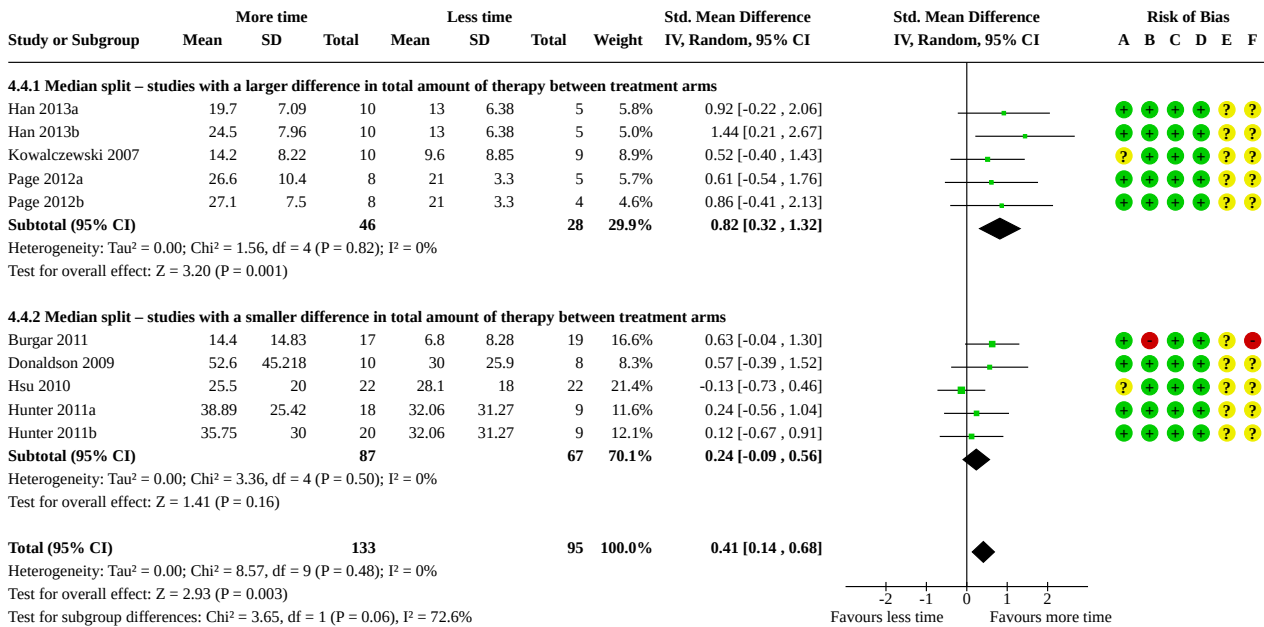 More time Less time Std. Mean Difference Std. Mean Difference Risk of Bias
Study or Subgroup Mean SD Total Mean SD Total Weight IV, Random, 95% CI IV, Random, 95% CI A B C D E F
4.4.1 Median split – studies with a larger difference in total amount of therapy between treatment arms
Han 2013a 19.7 7.09 10 13 6.38 5 5.8% 0.92 [-0.22 , 2.06] + + + + ? ?
Han 2013b 24.5 7.96 10 13 6.38 5 5.0% 1.44 [0.21 , 2.67] + + + + ? ?
Kowalczewski 2007 14.2 8.22 10 9.6 8.85 9 8.9% 0.52 [-0.40 , 1.43] ? + + + ? ?
Page 2012a 26.6 10.4 8 21 3.3 5 5.7% 0.61 [-0.54 , 1.76] + + + + ? ?
Page 2012b 27.1 7.5 8 21 3.3 4 4.6% 0.86 [-0.41 , 2.13] + + + + ? ?
Subtotal (95% CI) 46 28 29.9% 0.82 [0.32 , 1.32]
Heterogeneity: Tau² = 0.00; Chi² = 1.56, df = 4 (P = 0.82); I² = 0%
Test for overall effect: Z = 3.20 (P = 0.001)
4.4.2 Median split – studies with a smaller difference in total amount of therapy between treatment arms
Burgar 2011 14.4 14.83 17 6.8 8.28 19 16.6% 0.63 [-0.04 , 1.30] + - + + ? -
Donaldson 2009 52.6 45.218 10 30 25.9 8 8.3% 0.57 [-0.39 , 1.52] + + + + ? ?
Hsu 2010 25.5 20 22 28.1 18 22 21.4% -0.13 [-0.73 , 0.46] ? + + + ? ?
Hunter 2011a 38.89 25.42 18 32.06 31.27 9 11.6% 0.24 [-0.56 , 1.04] + + + + ? ?
Hunter 2011b 35.75 30 20 32.06 31.27 9 12.1% 0.12 [-0.67 , 0.91] + + + + ? ?
Subtotal (95% CI) 87 67 70.1% 0.24 [-0.09 , 0.56]
Heterogeneity: Tau² = 0.00; Chi² = 3.36, df = 4 (P = 0.50); I² = 0%
Test for overall effect: Z = 1.41 (P = 0.16)
Total (95% CI) 133 95 100.0% 0.41 [0.14 , 0.68]
Heterogeneity: Tau² = 0.00; Chi² = 8.57, df = 9 (P = 0.48); I² = 0%
Test for overall effect: Z = 2.93 (P = 0.003) -2 -1 0 1 2
Test for subgroup differences: Chi² = 3.65, df = 1 (P = 0.06), I² = 72.6% Favours less time Favours more time